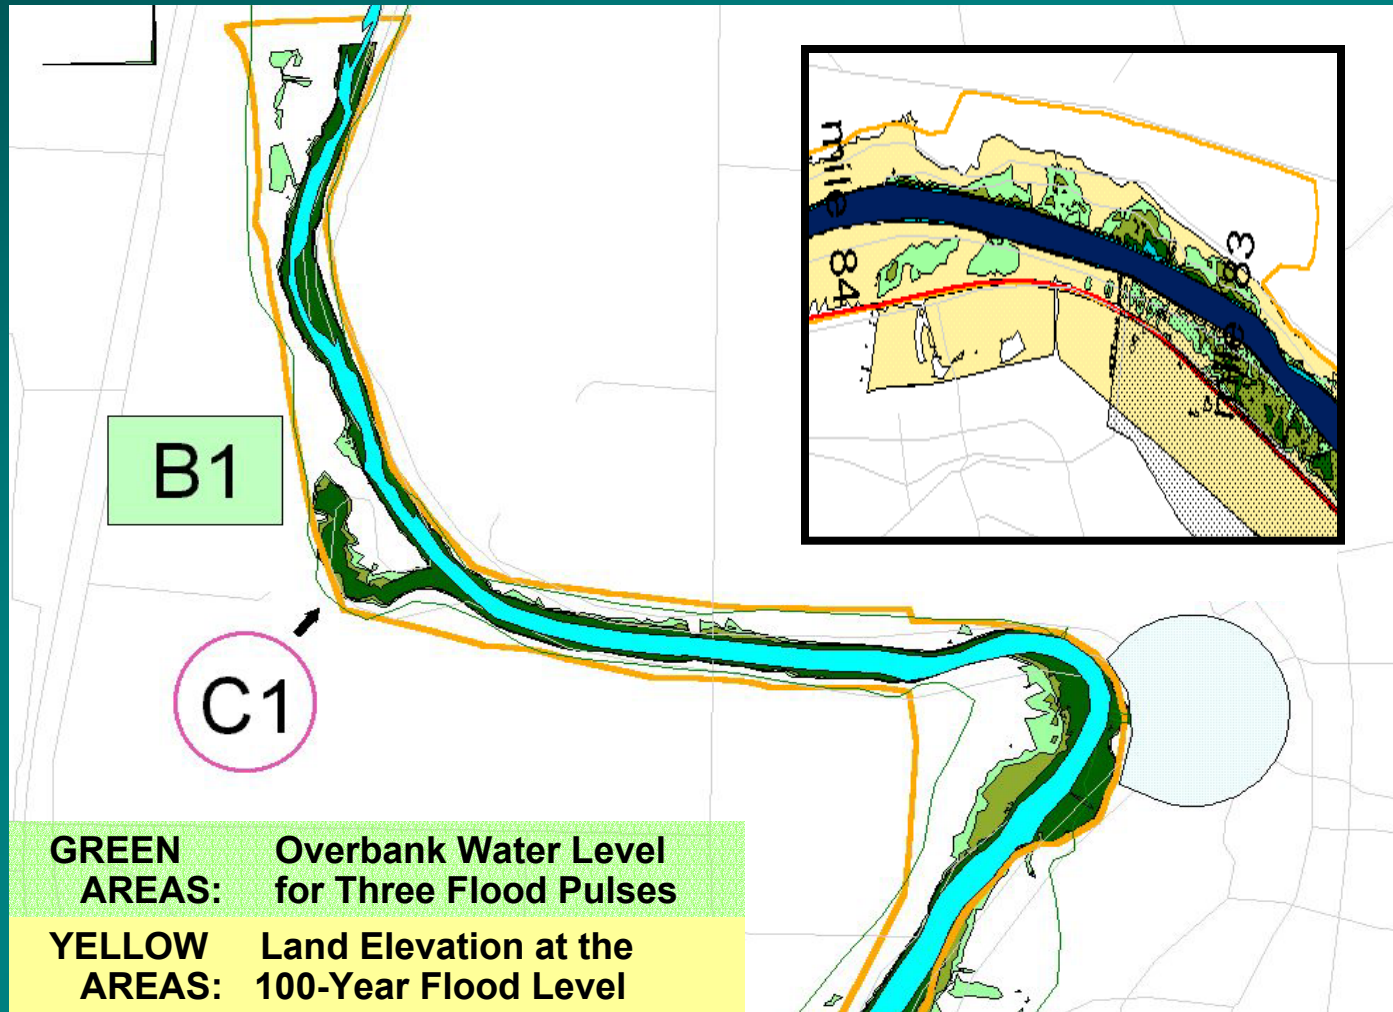 mile 84
83
mile
B1
C1
GREEN Overbank Water Level
AREAS: for Three Flood Pulses
YELLOW Land Elevation at the
AREAS: 100-Year Flood Level